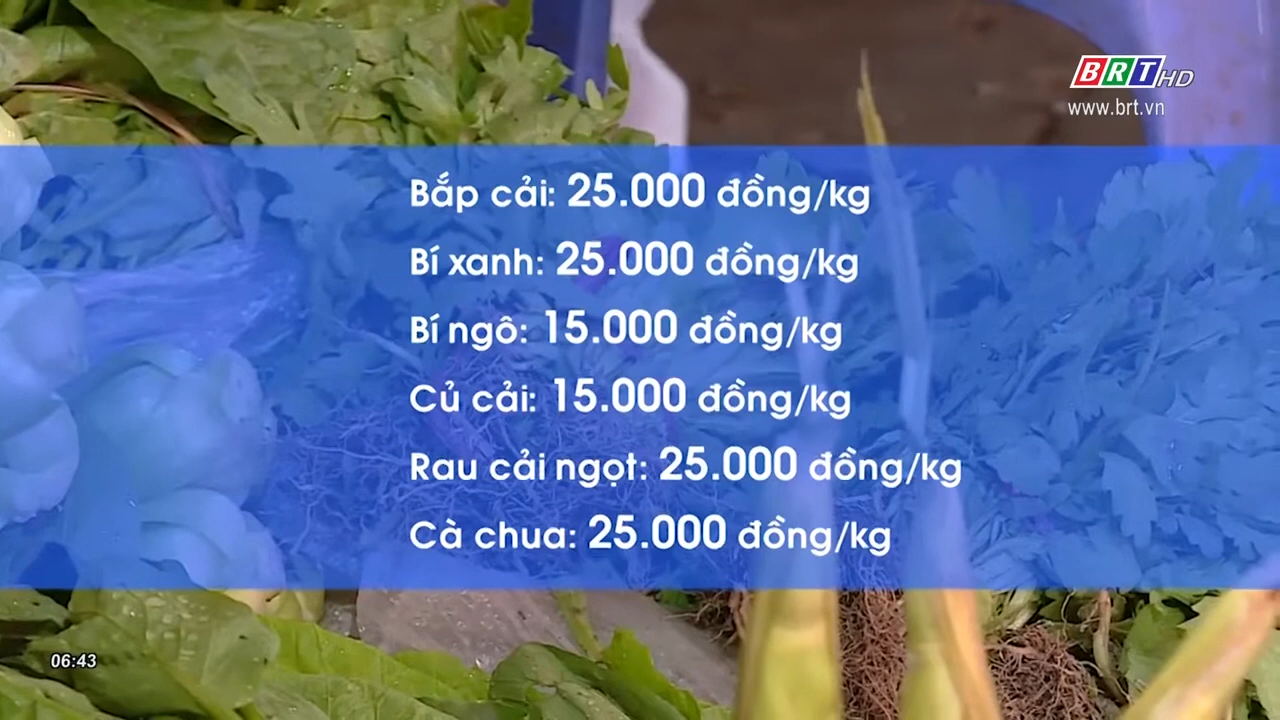 BRT HD
www.brt.vn
Bắp cải: 25.000 đồng/kg
Bí xanh: 25.000 đồng/kg
Bí ngô: 15.000 đồng/kg
Củ cải: 15.000 đồng/kg
Rau cải ngọt: 25.000 đồng/kg
Cà chua: 25.000 đồng/kg
06:43